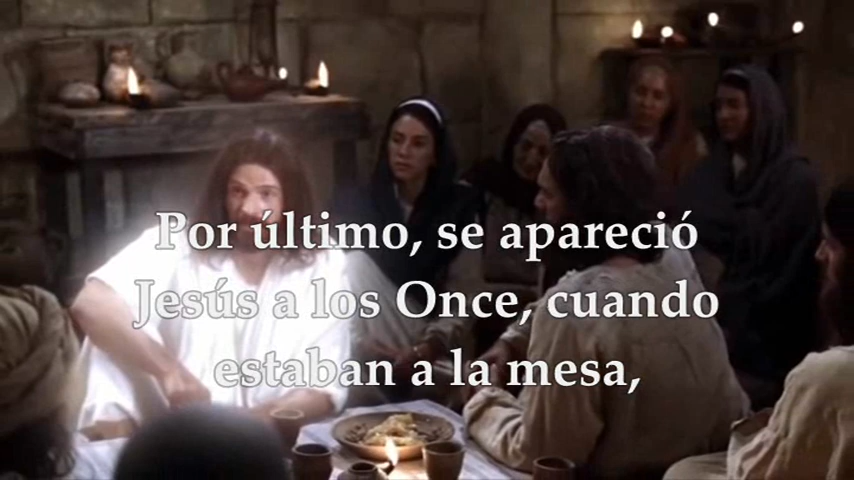 Por último, se apareció
Jesús a los Once, cuando
estaban a la mesa,